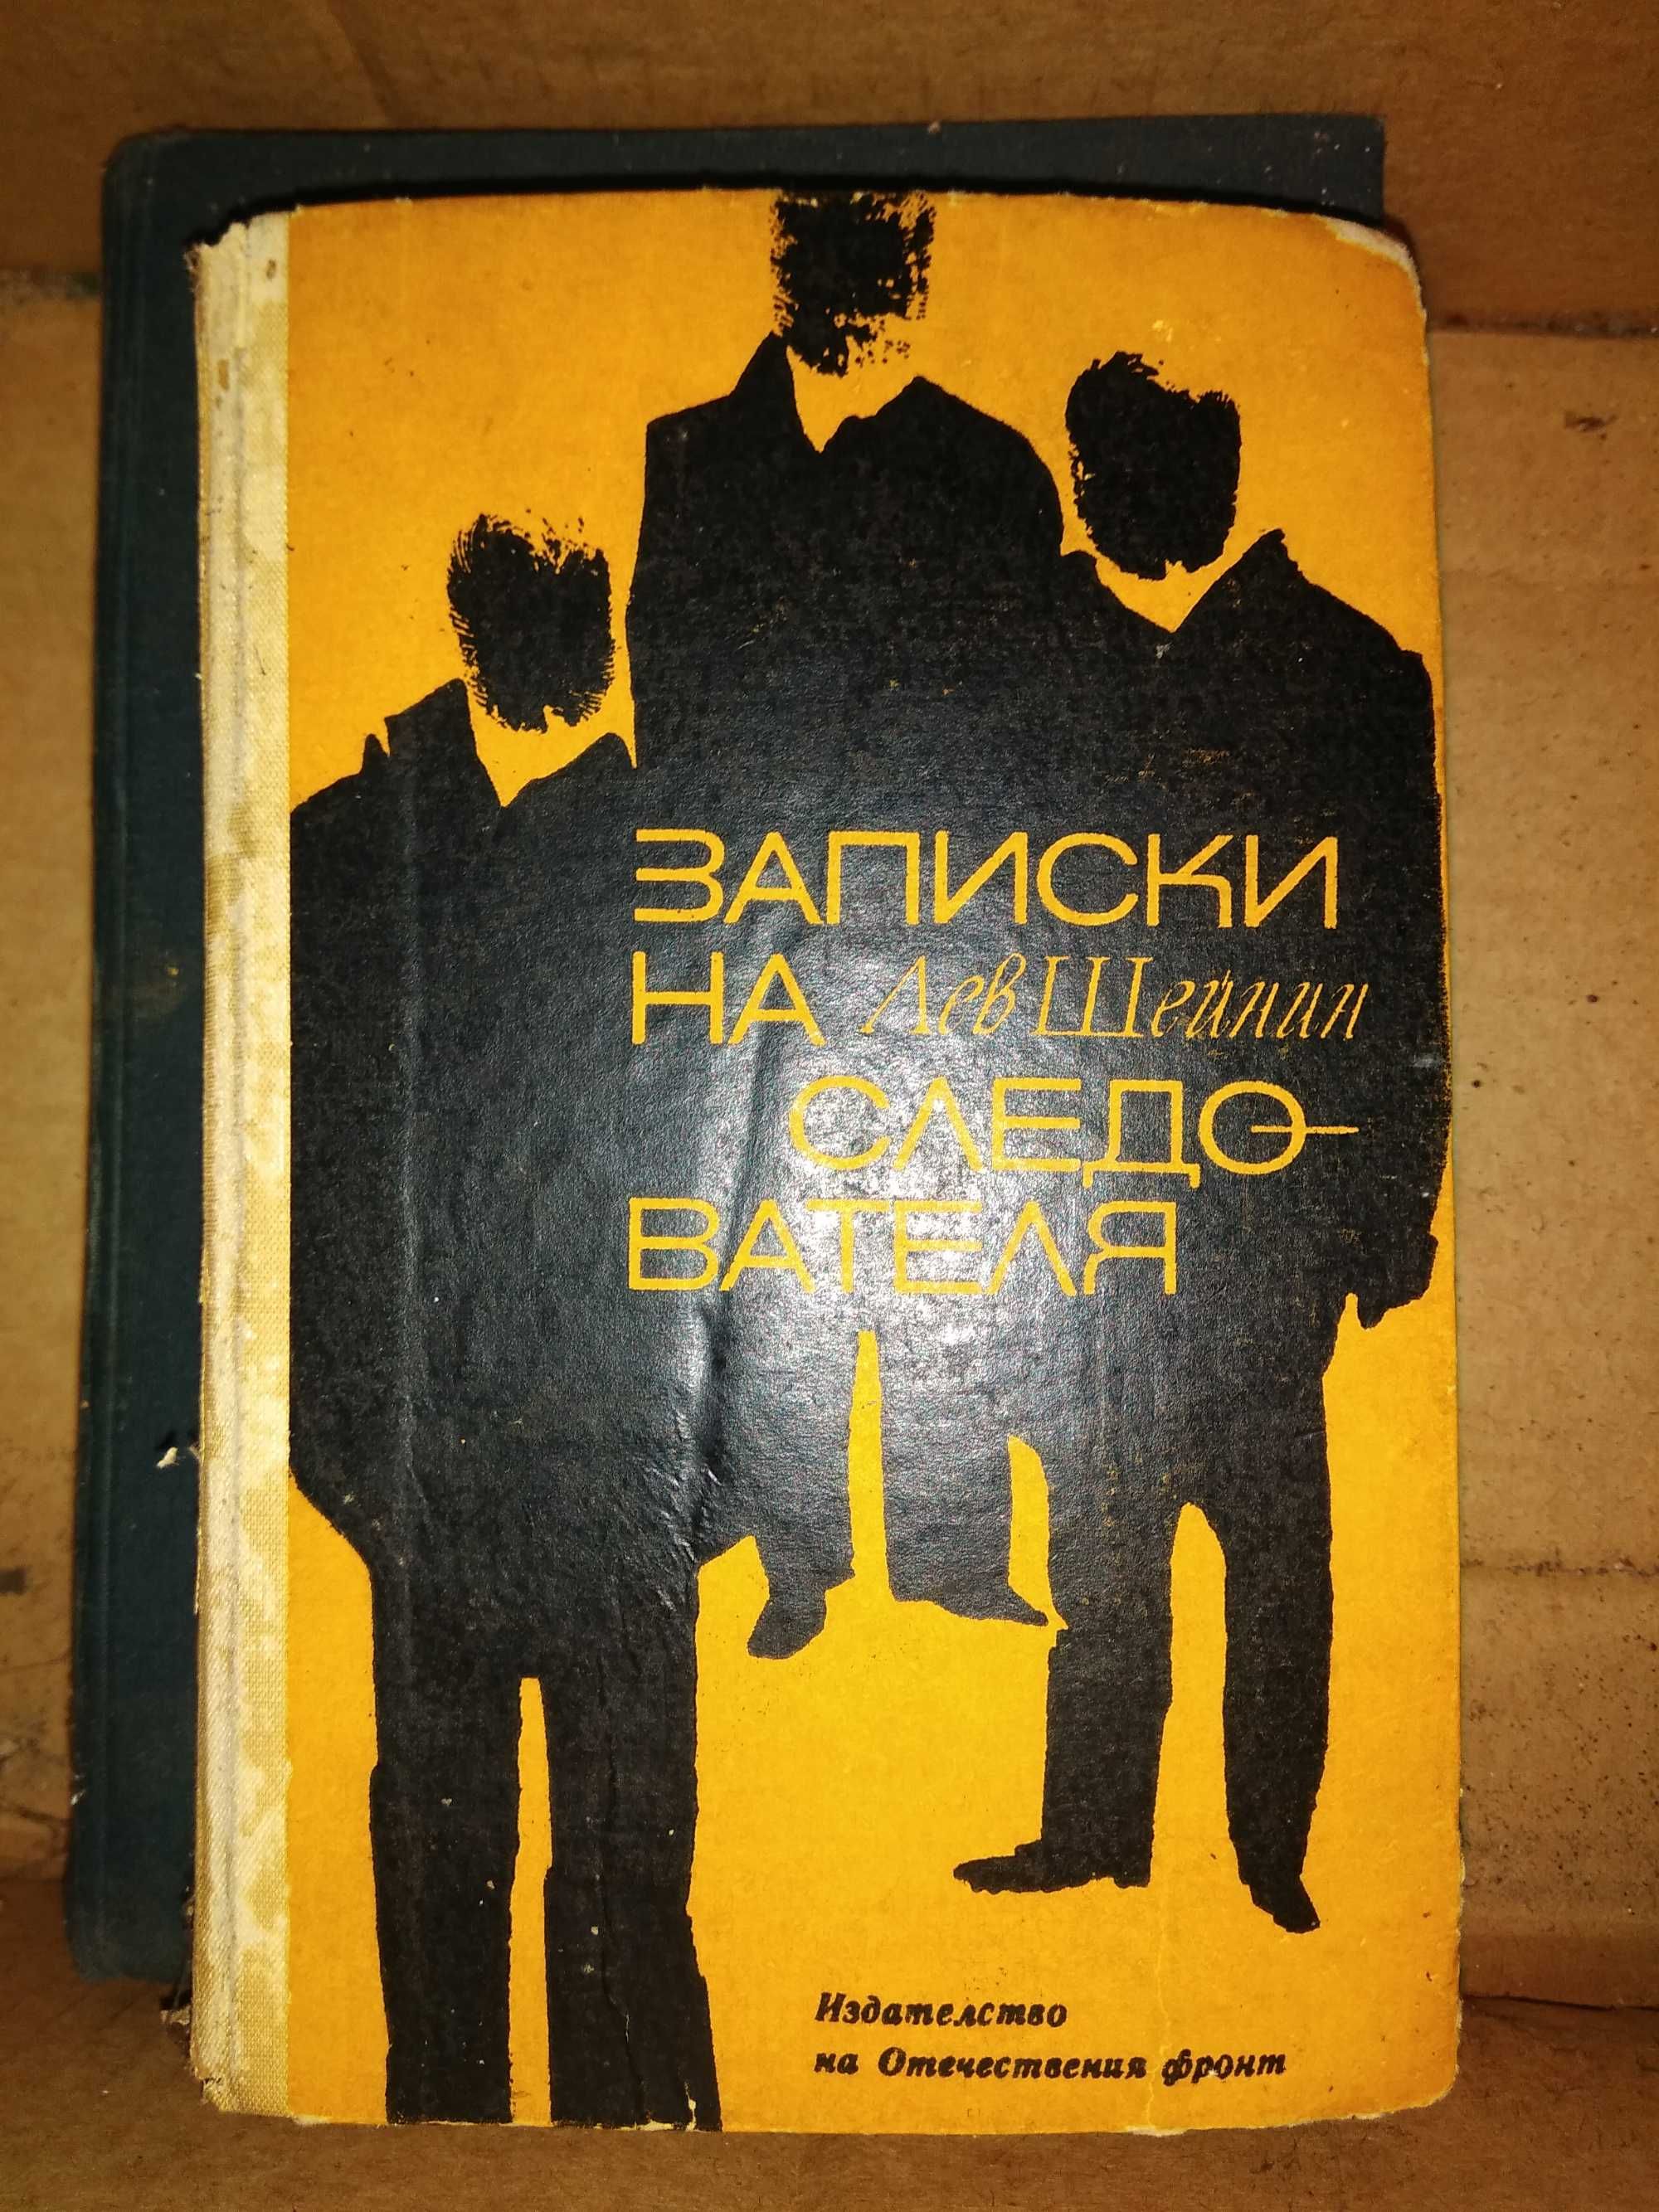 ЗАПИСКИ
НА Лев Шейнин
СЛЕДО-
ВАТЕЛЯ
Издателство
на Отечествения фронт